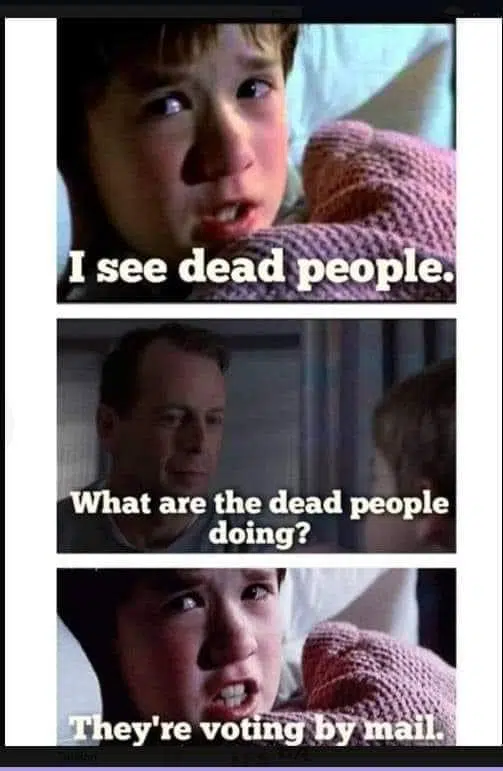 I see dead people.
What are the dead people
doing?
They're voting by mail.